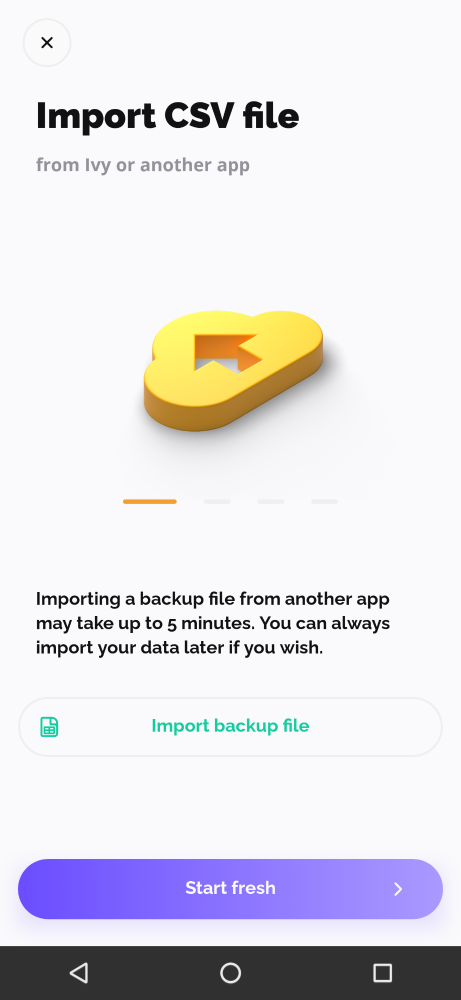 Import CSV file
from Ivy or another app
Importing a backup file from another app
may take up to 5 minutes. You can always
import your data later if you wish.
Import backup file
Start fresh